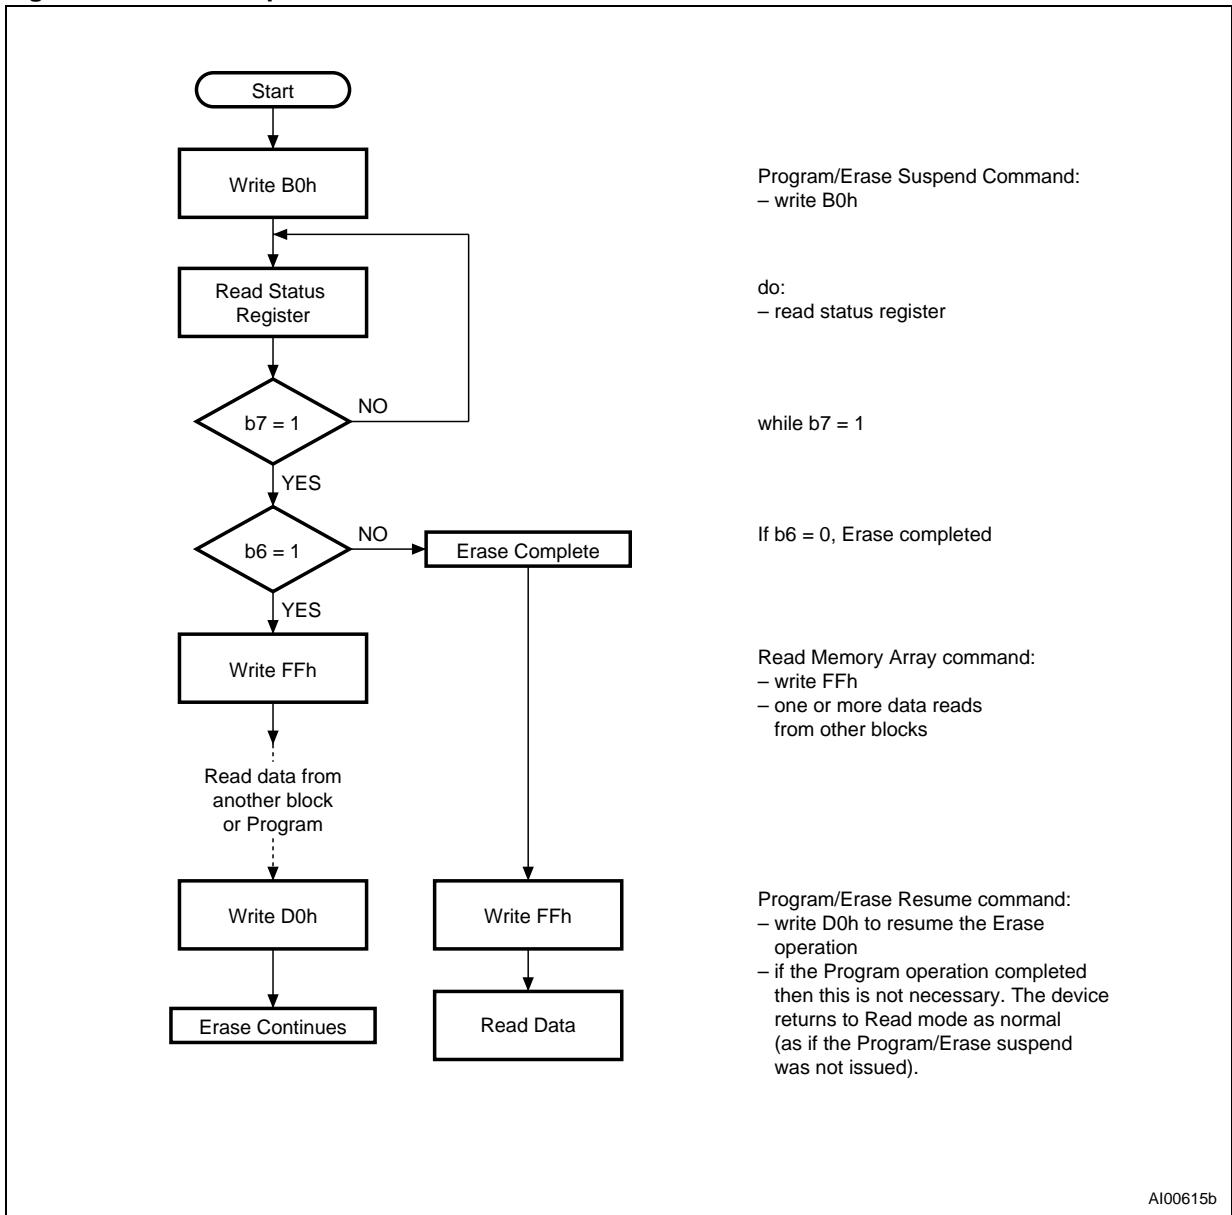 Start
Write B0h
Program/Erase Suspend Command:
– write B0h
Read Status
Register
do:
– read status register
b7 = 1
NO
while b7 = 1
YES
b6 = 1
NO
Erase Complete
If b6 = 0, Erase completed
YES
Write FFh
Read Memory Array command:
– write FFh
– one or more data reads
from other blocks
Read data from
another block
or Program
Write D0h
Write FFh
Program/Erase Resume command:
– write D0h to resume the Erase
operation
– if the Program operation completed
then this is not necessary. The device
returns to Read mode as normal
(as if the Program/Erase suspend
was not issued).
Erase Continues
Read Data
AI00615b